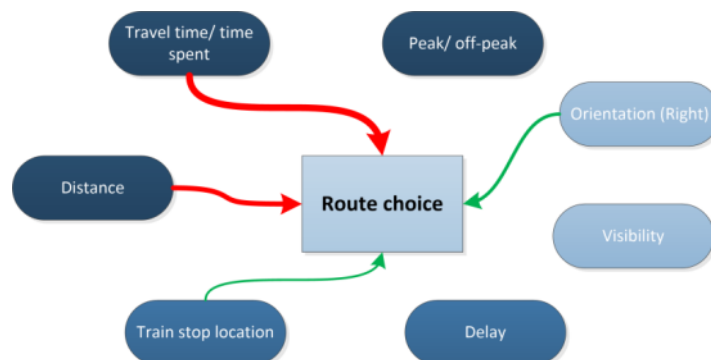 Travel time/ time
spent
Peak/ off-peak
Orientation (Right)
Distance
Route choice
Visibility
Train stop location
Delay